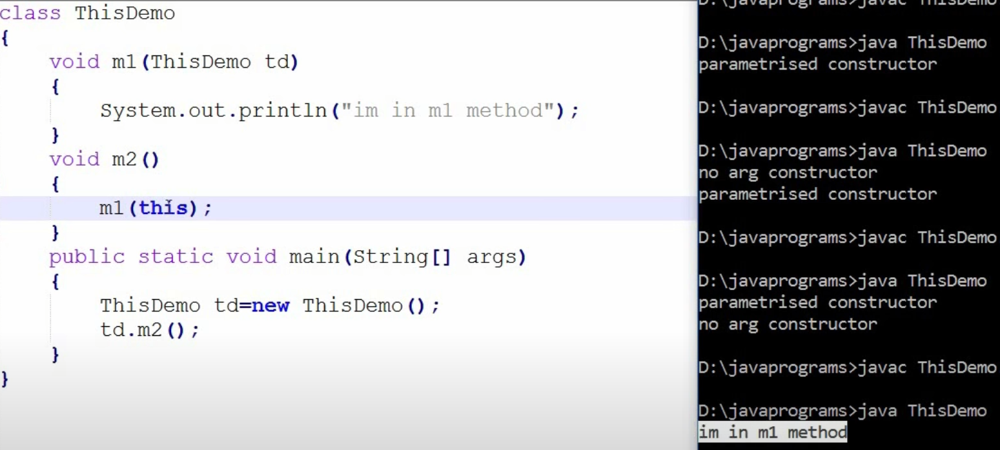 class ThisDemo
{
void m1(ThisDemo td)
{
System.out.println("im in m1 method");
}
void m2()
{
m1(this);
}
public static void main(String[] args)
{
ThisDemo td=new ThisDemo();
td.m2();
}
}
D:\javaprograms>javac ThisDemo
D:\javaprograms>java ThisDemo
parametrised constructor
D:\javaprograms>javac ThisDemo
D:\javaprograms>java ThisDemo
no arg constructor
parametrised constructor
D:\javaprograms>javac ThisDemo
D:\javaprograms>java ThisDemo
parametrised constructor
no arg constructor
D:\javaprograms>javac ThisDemo
D:\javaprograms>java ThisDemo
im in m1 method